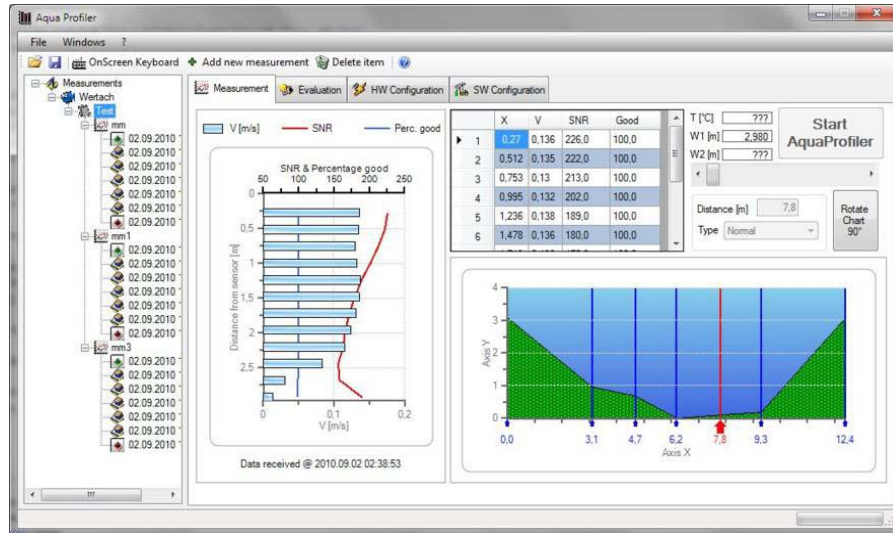 Aqua Profiler
File Windows ?
OnScreen Keyboard Add new measurement Delete item
Measurements
Wertach
Test
mm
02.09.2010
02.09.2010
02.09.2010
02.09.2010
02.09.2010
02.09.2010
02.09.2010
mm1
02.09.2010
02.09.2010
02.09.2010
02.09.2010
02.09.2010
02.09.2010
02.09.2010
mm3
02.09.2010
02.09.2010
02.09.2010
02.09.2010
02.09.2010
02.09.2010
02.09.2010
Measurement Evaluation HW Configuration SW Configuration
V [m/s] SNR Perc. good
SNR & Percentage good
50 100 150 200 250
0
0.5
1
1.5
2
2.5
Distance from sensor [m]
0 0.1 0.2
V [m/s]
Data received @ 2010.09.02 02:38:53
X V SNR Good
1 0,27 0,136 226,0 100,0
2 0,512 0,135 222,0 100,0
3 0,753 0,13 213,0 100,0
4 0,995 0,132 202,0 100,0
5 1,236 0,138 189,0 100,0
6 1,478 0,136 180,0 100,0
T [°C] ???
W1 [m] 2,980
W2 [m] ???
Start
AquaProfiler
Distance [m] 7,8
Type Normal
Rotate
Chart
90°
4
3
2
1
0
Axis Y
0,0 3,1 4,7 6,2 7,8 9,3 12,4
Axis X